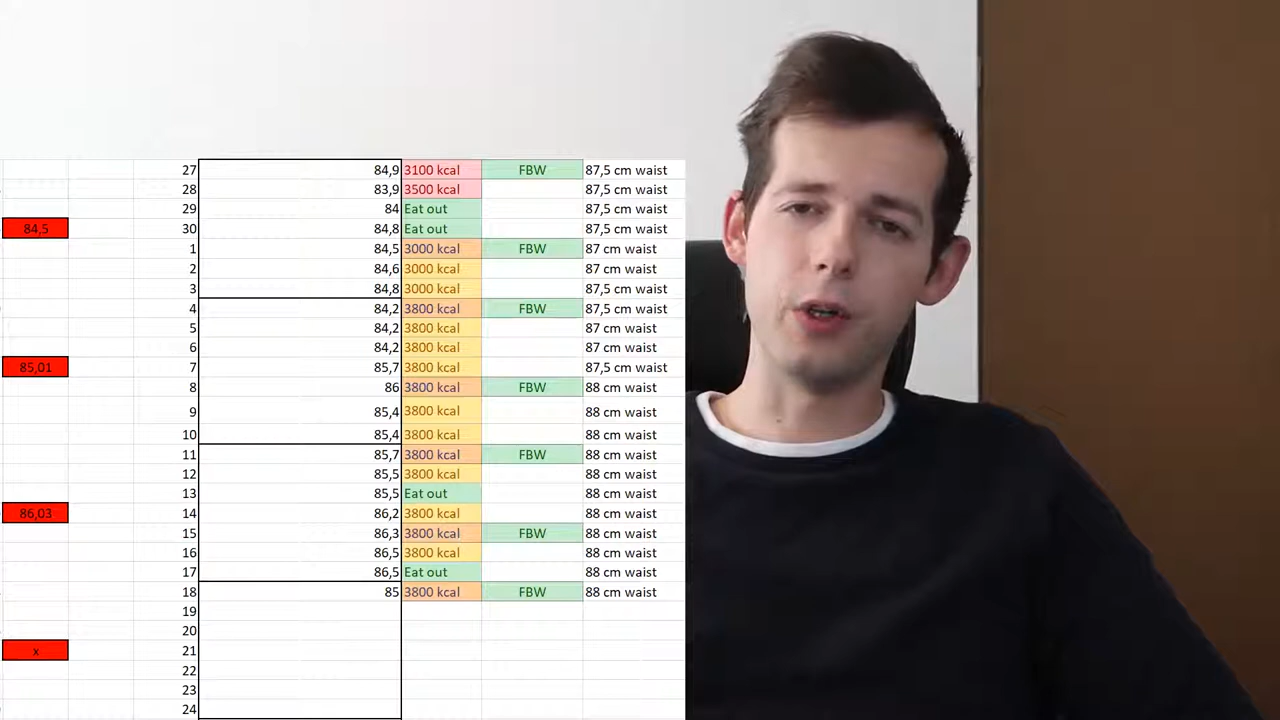 27 84,9 3100 kcal FBW 87,5 cm waist
28 83,9 3500 kcal 87,5 cm waist
29 84 Eat out 87,5 cm waist
84,5 30 84,8 Eat out 87,5 cm waist
1 84,5 3000 kcal FBW 87 cm waist
2 84,6 3000 kcal 87 cm waist
3 84,8 3000 kcal 87,5 cm waist
4 84,2 3800 kcal FBW 87,5 cm waist
5 84,2 3800 kcal 87 cm waist
6 84,2 3800 kcal 87 cm waist
85,01 7 85,7 3800 kcal 87,5 cm waist
8 86 3800 kcal FBW 88 cm waist
9 85,4 3800 kcal 88 cm waist
10 85,4 3800 kcal 88 cm waist
11 85,7 3800 kcal FBW 88 cm waist
12 85,5 3800 kcal 88 cm waist
13 85,5 Eat out 88 cm waist
86,03 14 86,2 3800 kcal 88 cm waist
15 86,3 3800 kcal FBW 88 cm waist
16 86,5 3800 kcal 88 cm waist
17 86,5 Eat out 88 cm waist
18 85 3800 kcal FBW 88 cm waist
19
20
x 21
22
23
24